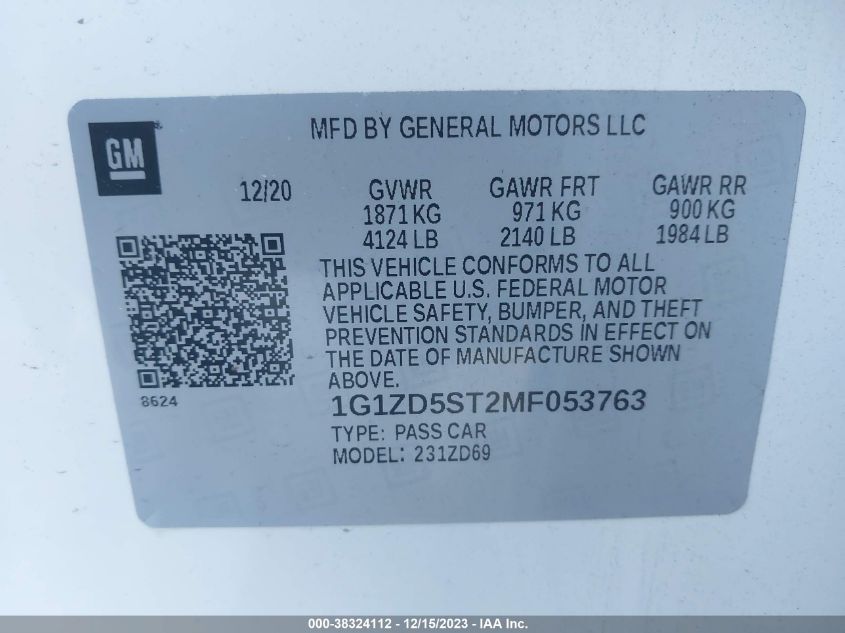 MFD BY GENERAL MOTORS LLC
GM
12/20
GVWR
1871 KG
4124 LB
GAWR FRT
971 KG
2140 LB
GAWR RR
900 KG
1984 LB
THIS VEHICLE CONFORMS TO ALL
APPLICABLE U.S. FEDERAL MOTOR
VEHICLE SAFETY, BUMPER, AND THEFT
PREVENTION STANDARDS IN EFFECT ON
THE DATE OF MANUFACTURE SHOWN
ABOVE.
8624
1G1ZD5ST2MF053763
TYPE: PASS CAR
MODEL: 231ZD69
000-38324112 - 12/15/2023 - IAA Inc.